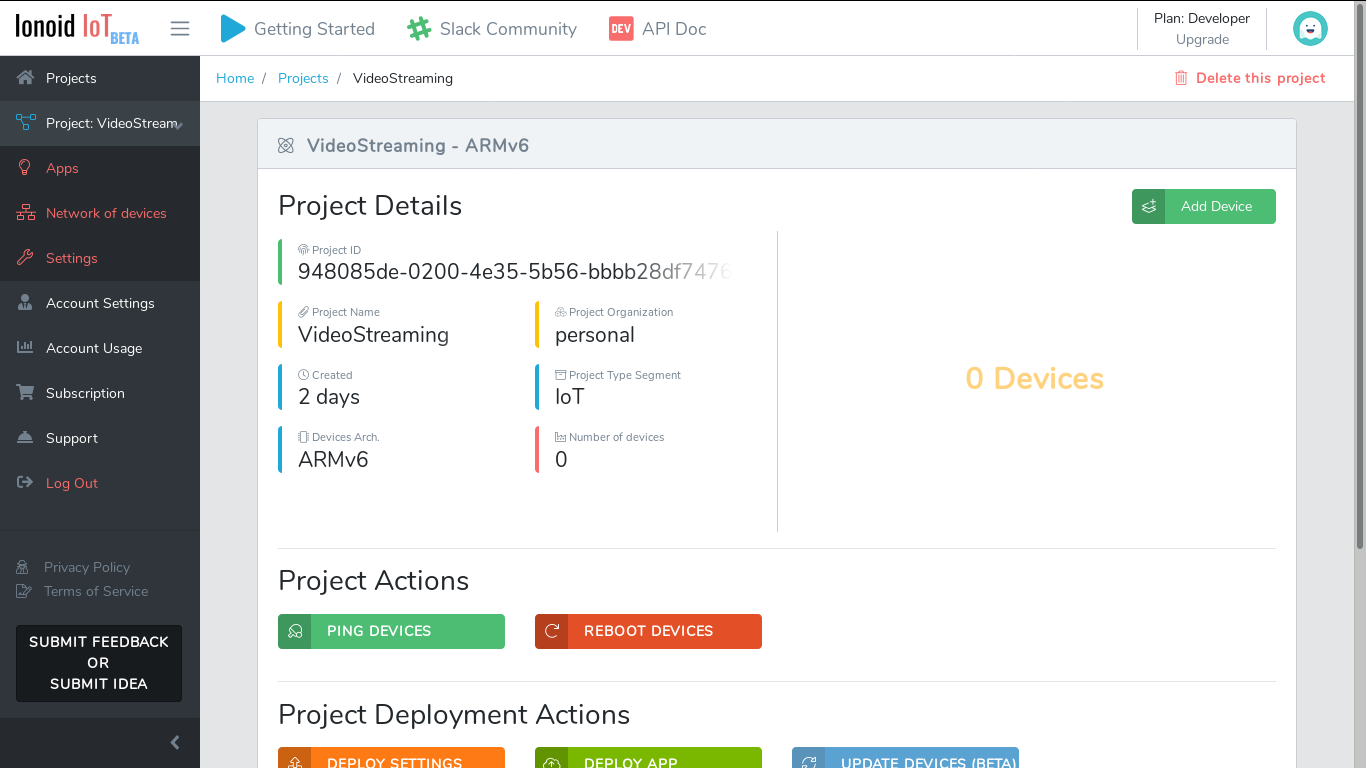 Ionoid IoT BETA
Getting Started
Slack Community
DEV API Doc
Plan: Developer
Upgrade
Projects
Project: VideoStream
Apps
Network of devices
Settings
Account Settings
Account Usage
Subscription
Support
Log Out
Privacy Policy
Terms of Service
SUBMIT FEEDBACK
OR
SUBMIT IDEA
Home / Projects / VideoStreaming
Delete this project
VideoStreaming - ARMv6
Project Details
Add Device
Project ID
948085de-0200-4e35-5b56-bbbb28df7476
Project Name
VideoStreaming
Project Organization
personal
Created
2 days
Project Type Segment
IoT
Devices Arch.
ARMv6
Number of devices
0
0 Devices
Project Actions
PING DEVICES
REBOOT DEVICES
Project Deployment Actions
DEPLOY SETTINGS
DEPLOY APP
UPDATE DEVICES (BETA)